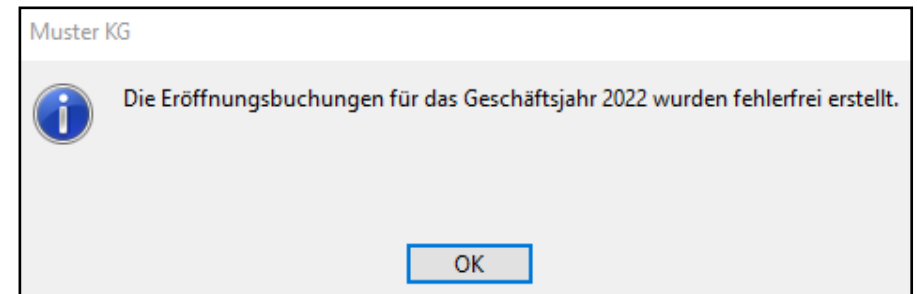 Muster KG
Die Eröffnungsbuchungen für das Geschäftsjahr 2022 wurden fehlerfrei erstellt.
OK